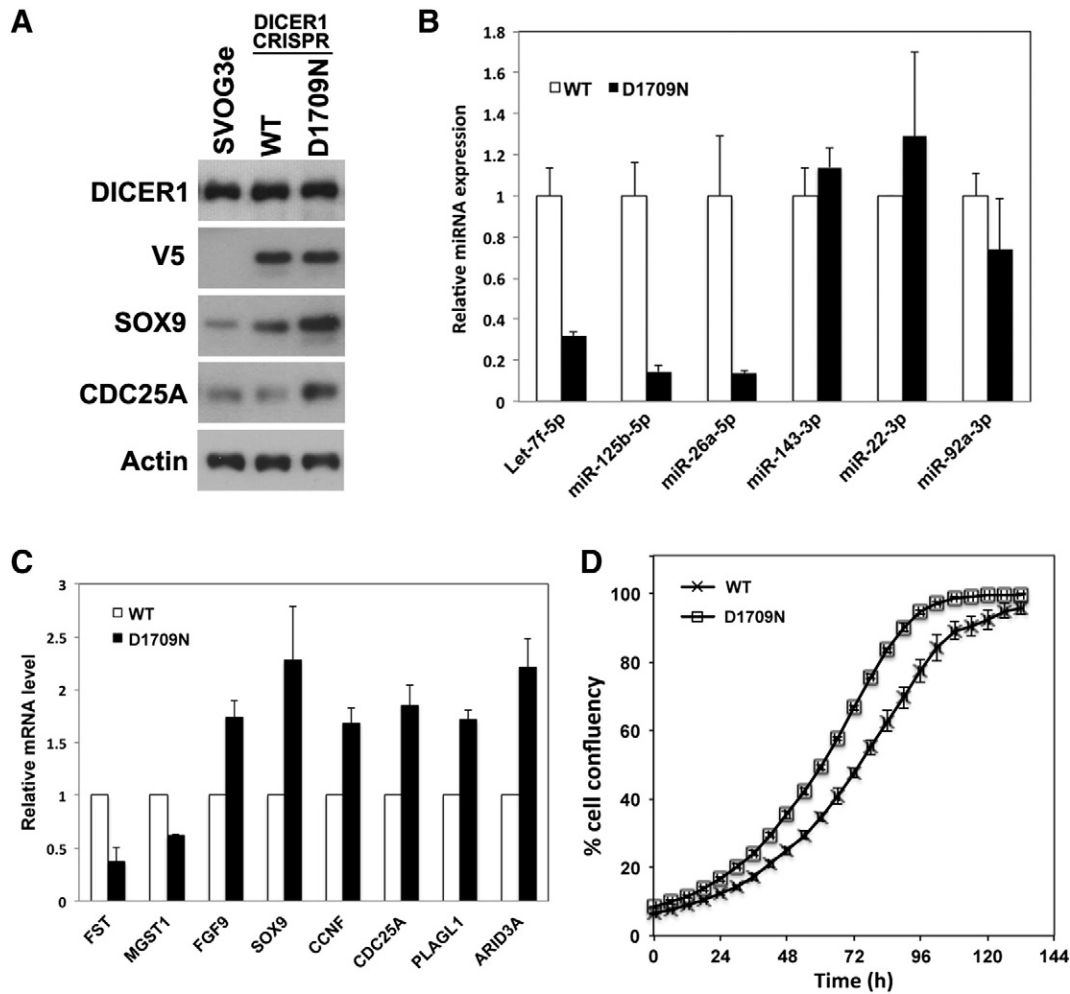 A
DICER1
CRISPR
SVOG3e
WT
D1709N
DICER1
V5
SOX9
CDC25A
Actin
B
1.8
1.6
1.4
1.2
1
0.8
0.6
0.4
0.2
0
Relative miRNA expression
WT D1709N
Let-7f-5p
miR-125b-5p
miR-26a-5p
miR-143-3p
miR-22-3p
miR-92a-3p
C
3
2.5
2
1.5
1
0.5
0
Relative mRNA level
WT
D1709N
FST
MGST1
FGF9
SOX9
CCNF
CDC25A
PLAGL1
ARID3A
D
100
80
60
40
20
0
% cell confluency
WT
D1709N
0 24 48 72 96 120 144
Time (h)